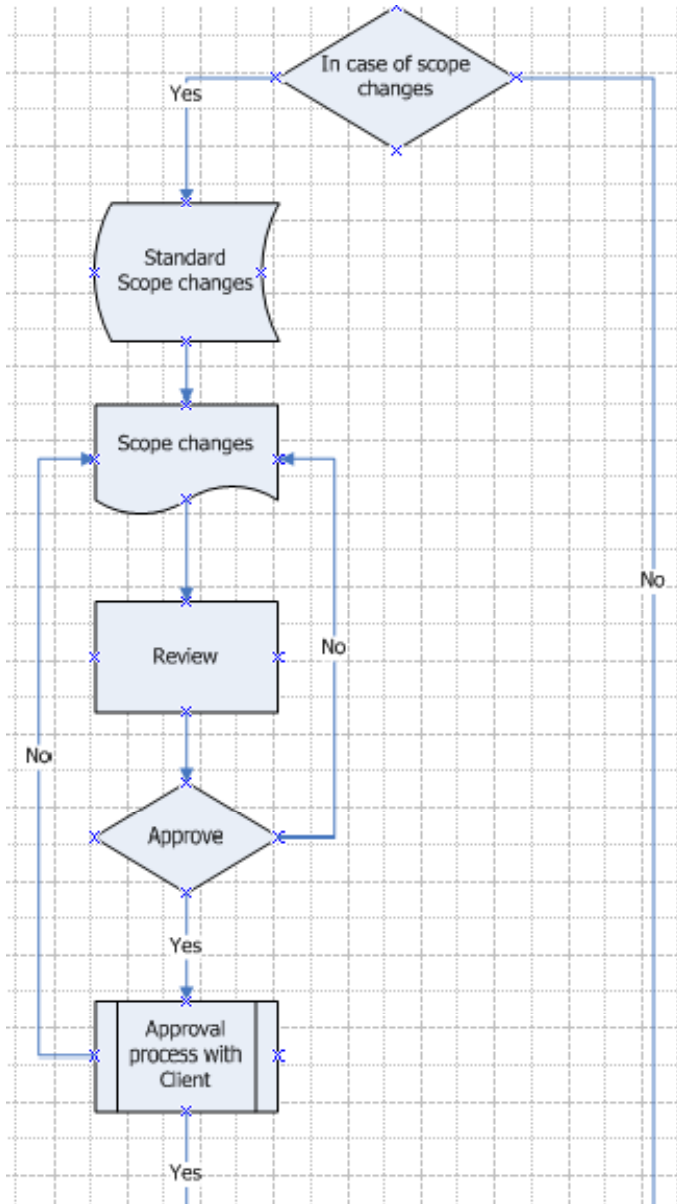 In case of scope
changes
Yes
Standard
Scope changes
Scope changes
No
Review
No
No
Approve
Yes
Approval
process with
Client
Yes